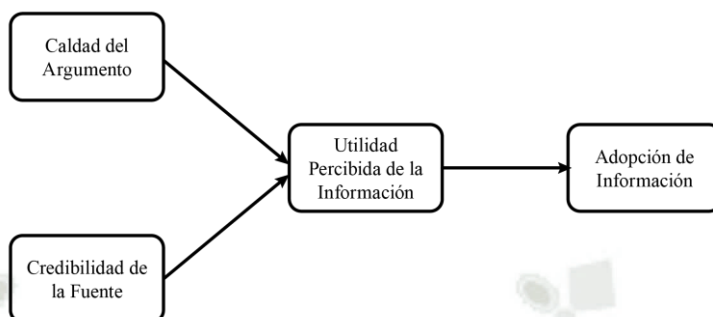 Caldad del
Argumento
Utilidad
Percibida de la
Información
Adopción de
Información
Credibilidad de
la Fuente